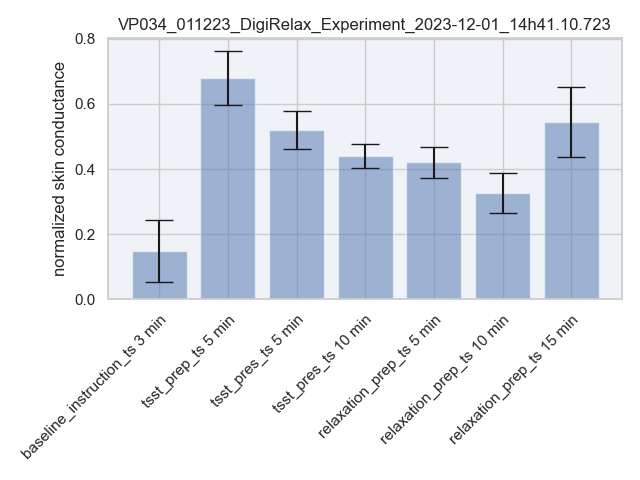 VP034_011223_DigiRelax_Experiment_2023-12-01_14h41.10.723
normalized skin conductance
0.8
0.6
0.4
0.2
0.0
baseline_instruction_ts 3 min
tsst_prep_ts 5 min
tsst_pres_ts 5 min
tsst_pres_ts 10 min
relaxation_prep_ts 5 min
relaxation_prep_ts 10 min
relaxation_prep_ts 15 min